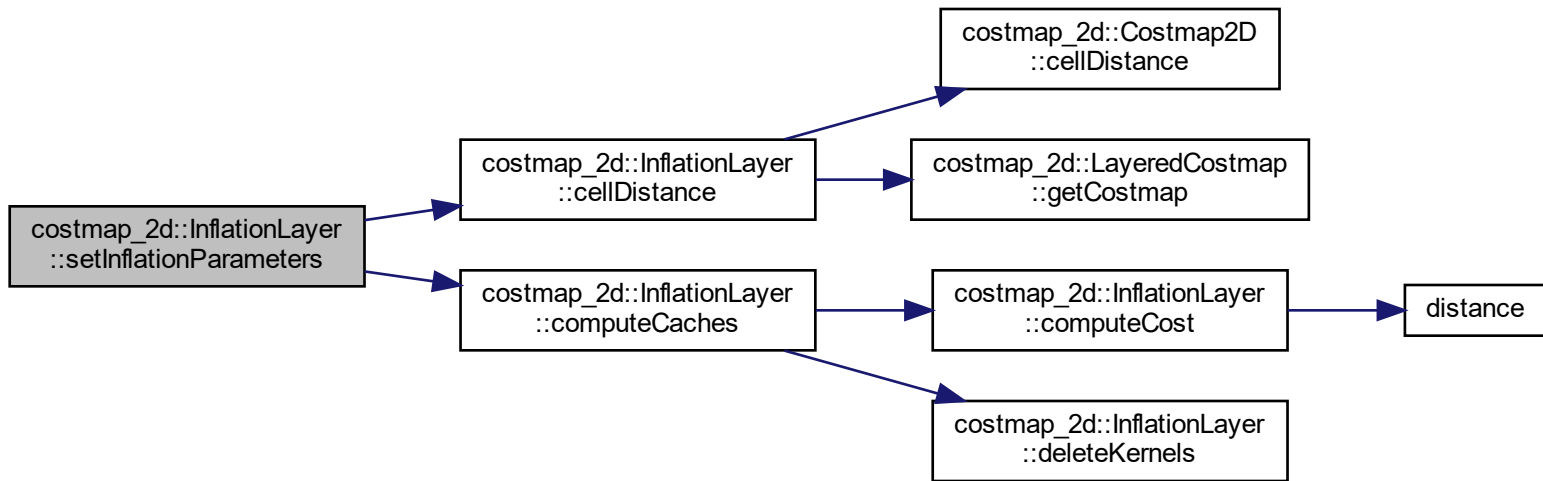 costmap_2d::InflationLayer
::setInflationParameters
costmap_2d::InflationLayer
::cellDistance
costmap_2d::Costmap2D
::cellDistance
costmap_2d::LayeredCostmap
::getCostmap
costmap_2d::InflationLayer
::computeCaches
costmap_2d::InflationLayer
::computeCost
distance
costmap_2d::InflationLayer
::deleteKernels